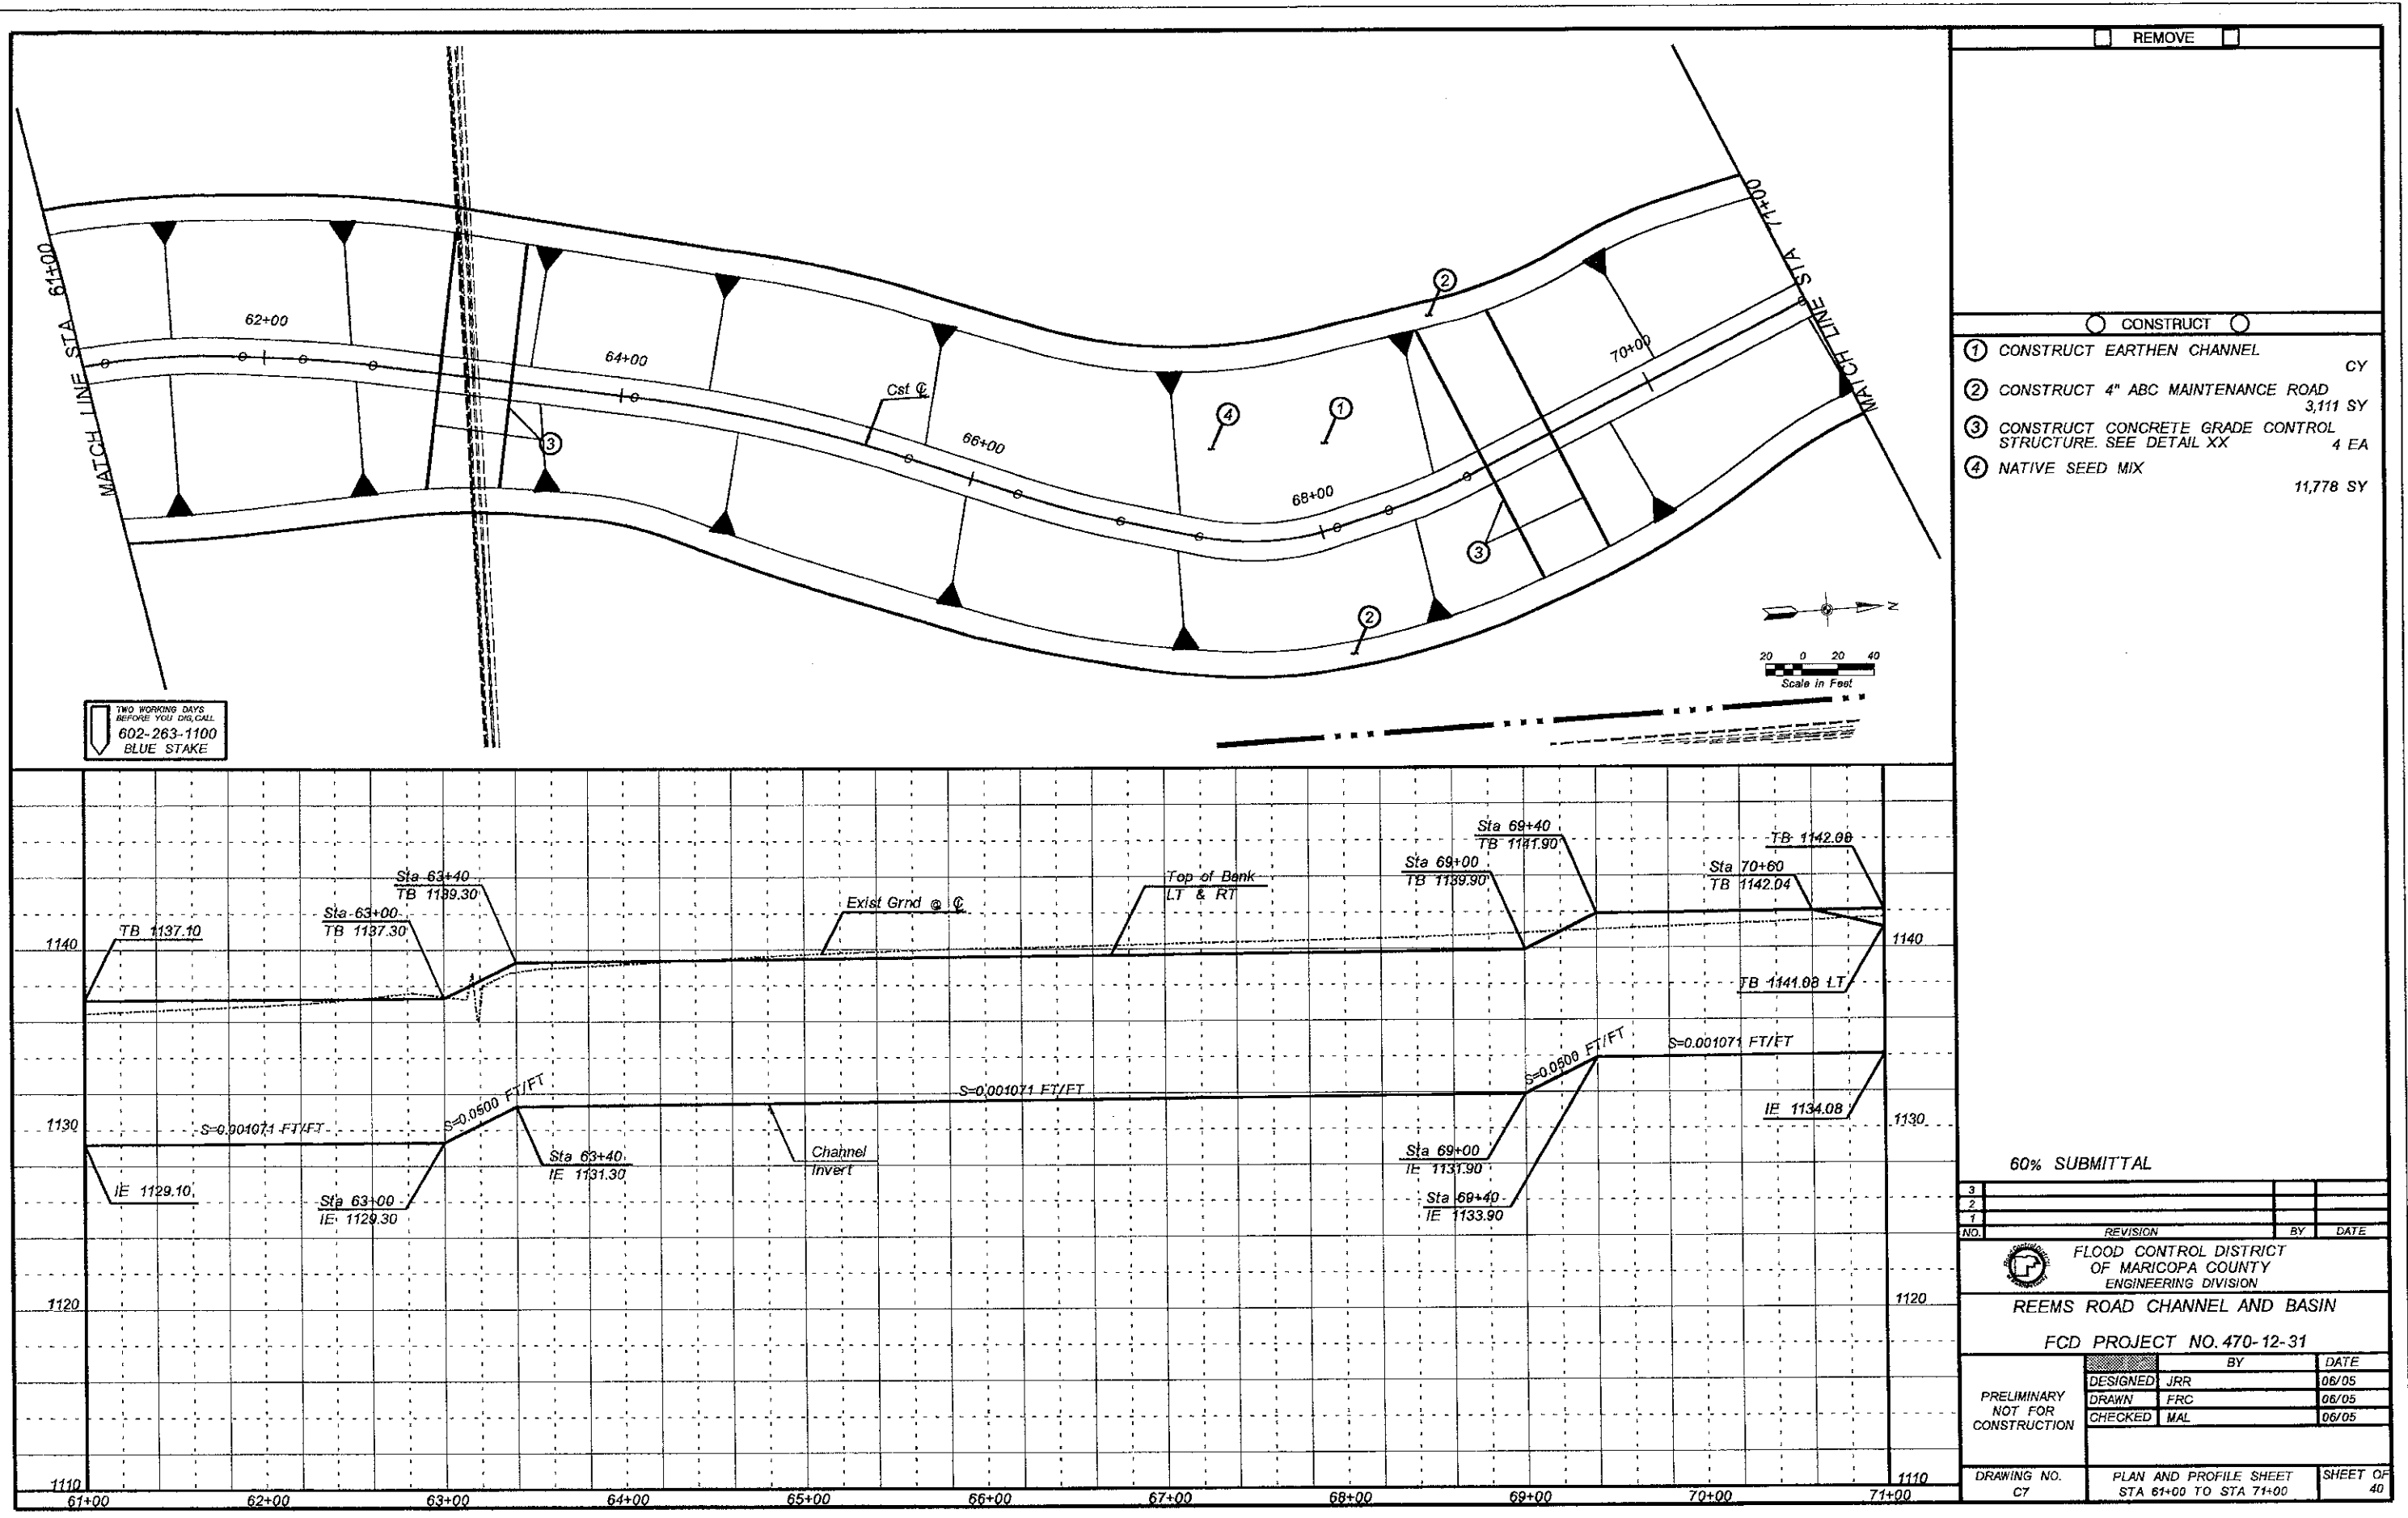 MATCH LINE STA 61+00
62+00
64+00
66+00
68+00
70+00
Cst ℄
3
4
1
2
3
2
MATCH LINE STA 71+00
N
20 0 20 40
Scale in Feet
TWO WORKING DAYS
BEFORE YOU DIG, CALL
602-263-1100
BLUE STAKE
TB 1137.10
Sta 63+00
TB 1137.30
Sta 63+40
TB 1139.30
Exist Grnd @ ℄
Top of Bank
LT & RT
Sta 69+00
TB 1139.90
Sta 69+40
TB 1141.90
Sta 70+60
TB 1142.04
TB 1142.08
TB 1141.08 LT
1140
1140
S=0.001071 FT/FT
S=0.0500 FT/FT
S=0.001071 FT/FT
S=0.0500 FT/FT
S=0.001071 FT/FT
1130
1130
IE 1129.10
Sta 63+00
IE 1129.30
Sta 63+40
IE 1131.30
Channel
Invert
Sta 69+00
IE 1131.90
Sta 69+40
IE 1133.90
IE 1134.08
1120
1120
1110
1110
61+00 62+00 63+00 64+00 65+00 66+00 67+00 68+00 69+00 70+00 71+00
REMOVE
CONSTRUCT
1 CONSTRUCT EARTHEN CHANNEL
CY
2 CONSTRUCT 4" ABC MAINTENANCE ROAD
3,111 SY
3 CONSTRUCT CONCRETE GRADE CONTROL
STRUCTURE. SEE DETAIL XX 4 EA
4 NATIVE SEED MIX
11,778 SY
60% SUBMITTAL
3
2
1
NO. REVISION BY DATE
FLOOD CONTROL DISTRICT
OF MARICOPA COUNTY
ENGINEERING DIVISION
REEMS ROAD CHANNEL AND BASIN
FCD PROJECT NO. 470-12-31
PRELIMINARY
NOT FOR
CONSTRUCTION
BY DATE
DESIGNED JRR 06/05
DRAWN FRC 06/05
CHECKED MAL 06/05
DRAWING NO.
C7
PLAN AND PROFILE SHEET
STA 61+00 TO STA 71+00
SHEET OF
40